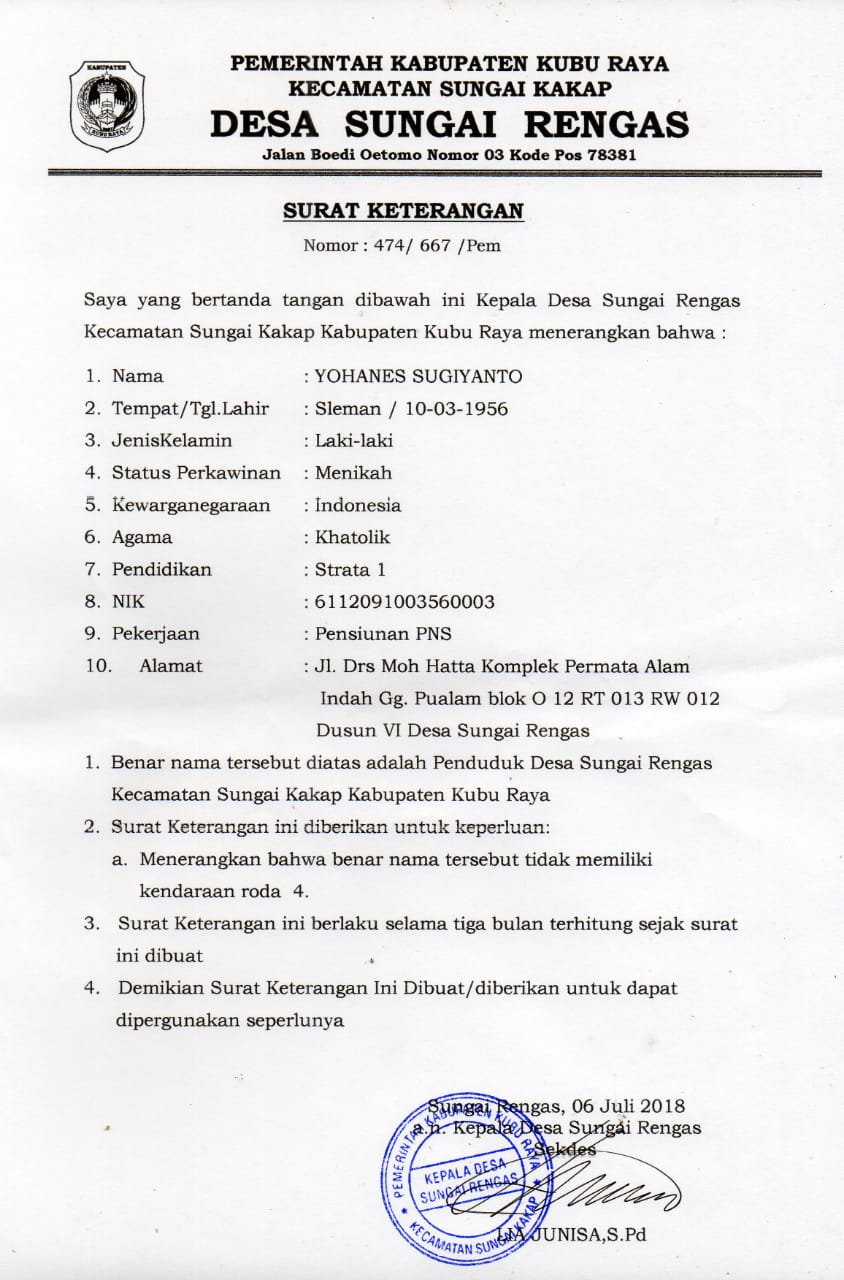 KABUPATEN
KUBU RAYA
PEMERINTAH KABUPATEN KUBU RAYA
KECAMATAN SUNGAI KAKAP
DESA SUNGAI RENGAS
Jalan Boedi Oetomo Nomor 03 Kode Pos 78381
SURAT KETERANGAN
Nomor : 474/ 667 /Pem
Saya yang bertanda tangan dibawah ini Kepala Desa Sungai Rengas
Kecamatan Sungai Kakap Kabupaten Kubu Raya menerangkan bahwa :
1. Nama : YOHANES SUGIYANTO
2. Tempat/Tgl.Lahir : Sleman / 10-03-1956
3. JenisKelamin : Laki-laki
4. Status Perkawinan : Menikah
5. Kewarganegaraan : Indonesia
6. Agama : Khatolik
7. Pendidikan : Strata 1
8. NIK : 6112091003560003
9. Pekerjaan : Pensiunan PNS
10. Alamat : Jl. Drs Moh Hatta Komplek Permata Alam
Indah Gg. Pualam blok O 12 RT 013 RW 012
Dusun VI Desa Sungai Rengas
1. Benar nama tersebut diatas adalah Penduduk Desa Sungai Rengas
Kecamatan Sungai Kakap Kabupaten Kubu Raya
2. Surat Keterangan ini diberikan untuk keperluan:
a. Menerangkan bahwa benar nama tersebut tidak memiliki
kendaraan roda 4.
3. Surat Keterangan ini berlaku selama tiga bulan terhitung sejak surat
ini dibuat
4. Demikian Surat Keterangan Ini Dibuat/diberikan untuk dapat
dipergunakan seperlunya
Sungai Rengas, 06 Juli 2018
a.n. Kepala Desa Sungai Rengas
Sekdes
PEMERINTAH KABUPATEN KUBU RAYA
KEPALA DESA
SUNGAI RENGAS
KECAMATAN SUNGAI KAKAP
JUNISA,S.Pd